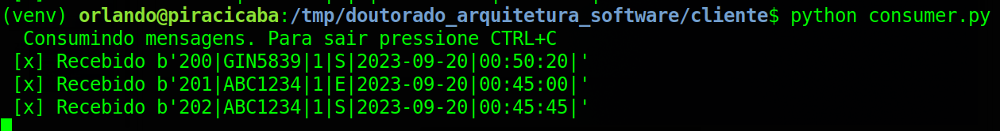 (venv) orlando@piracicaba:/tmp/doutorado_arquitetura_software/cliente$ python consumer.py
Consumindo mensagens. Para sair pressione CTRL+C
[x] Recebido b'200|GIN5839|1|S|2023-09-20|00:50:20|'
[x] Recebido b'201|ABC1234|1|E|2023-09-20|00:45:00|'
[x] Recebido b'202|ABC1234|1|S|2023-09-20|00:45:45|'